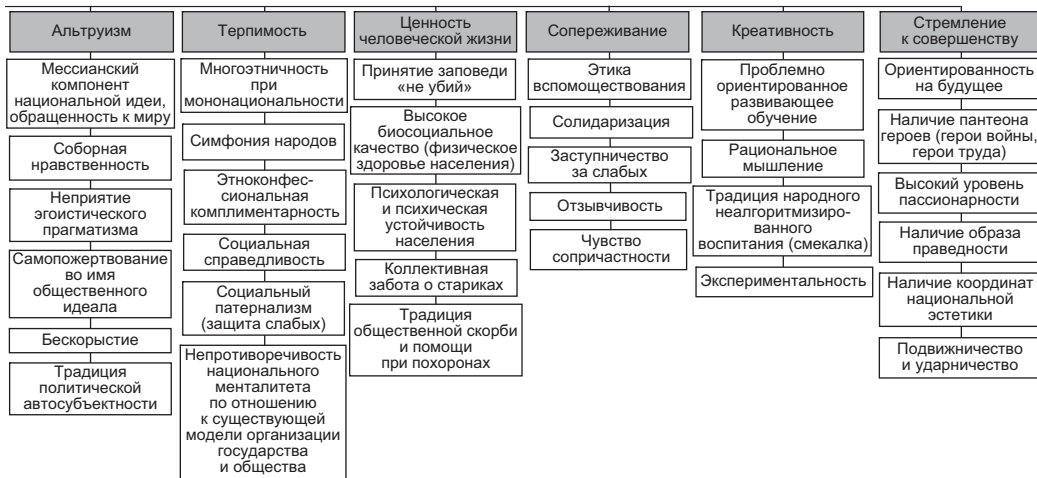 Альтруизм
Мессианский
компонент
национальной идеи,
обращенность к миру
Соборная
нравственность
Неприятие
эгоистического
прагматизма
Самопожертвование
во имя
общественного
идеала
Бескорыстие
Традиция
политической
автосубъектности
Терпимость
Многоэтничность
при
мононациональности
Симфония народов
Этноконфес-
сиональная
комплиментарность
Социальная
справедливость
Социальный
патернализм
(защита слабых)
Непротиворечивость
национального
менталитета
по отношению
к существующей
модели организации
государства
и общества
Ценность
человеческой жизни
Принятие заповеди
«не убий»
Высокое
биосоциальное
качество (физическое
здоровье населения)
Психологическая
и психическая
устойчивость
населения
Коллективная
забота о стариках
Традиция
общественной скорби
и помощи
при похоронах
Сопереживание
Этика
вспомоществования
Солидаризация
Заступничество
за слабых
Отзывчивость
Чувство
сопричастности
Креативность
Проблемно
ориентированное
развивающее
обучение
Рациональное
мышление
Традиция народного
неалгоритмизиро-
ванного
воспитания (смекалка)
Экспериментальность
Стремление
к совершенству
Ориентированность
на будущее
Наличие пантеона
героев (герои войны,
герои труда)
Высокий уровень
пассионарности
Наличие образа
праведности
Наличие координат
национальной
эстетики
Подвижничество
и ударничество